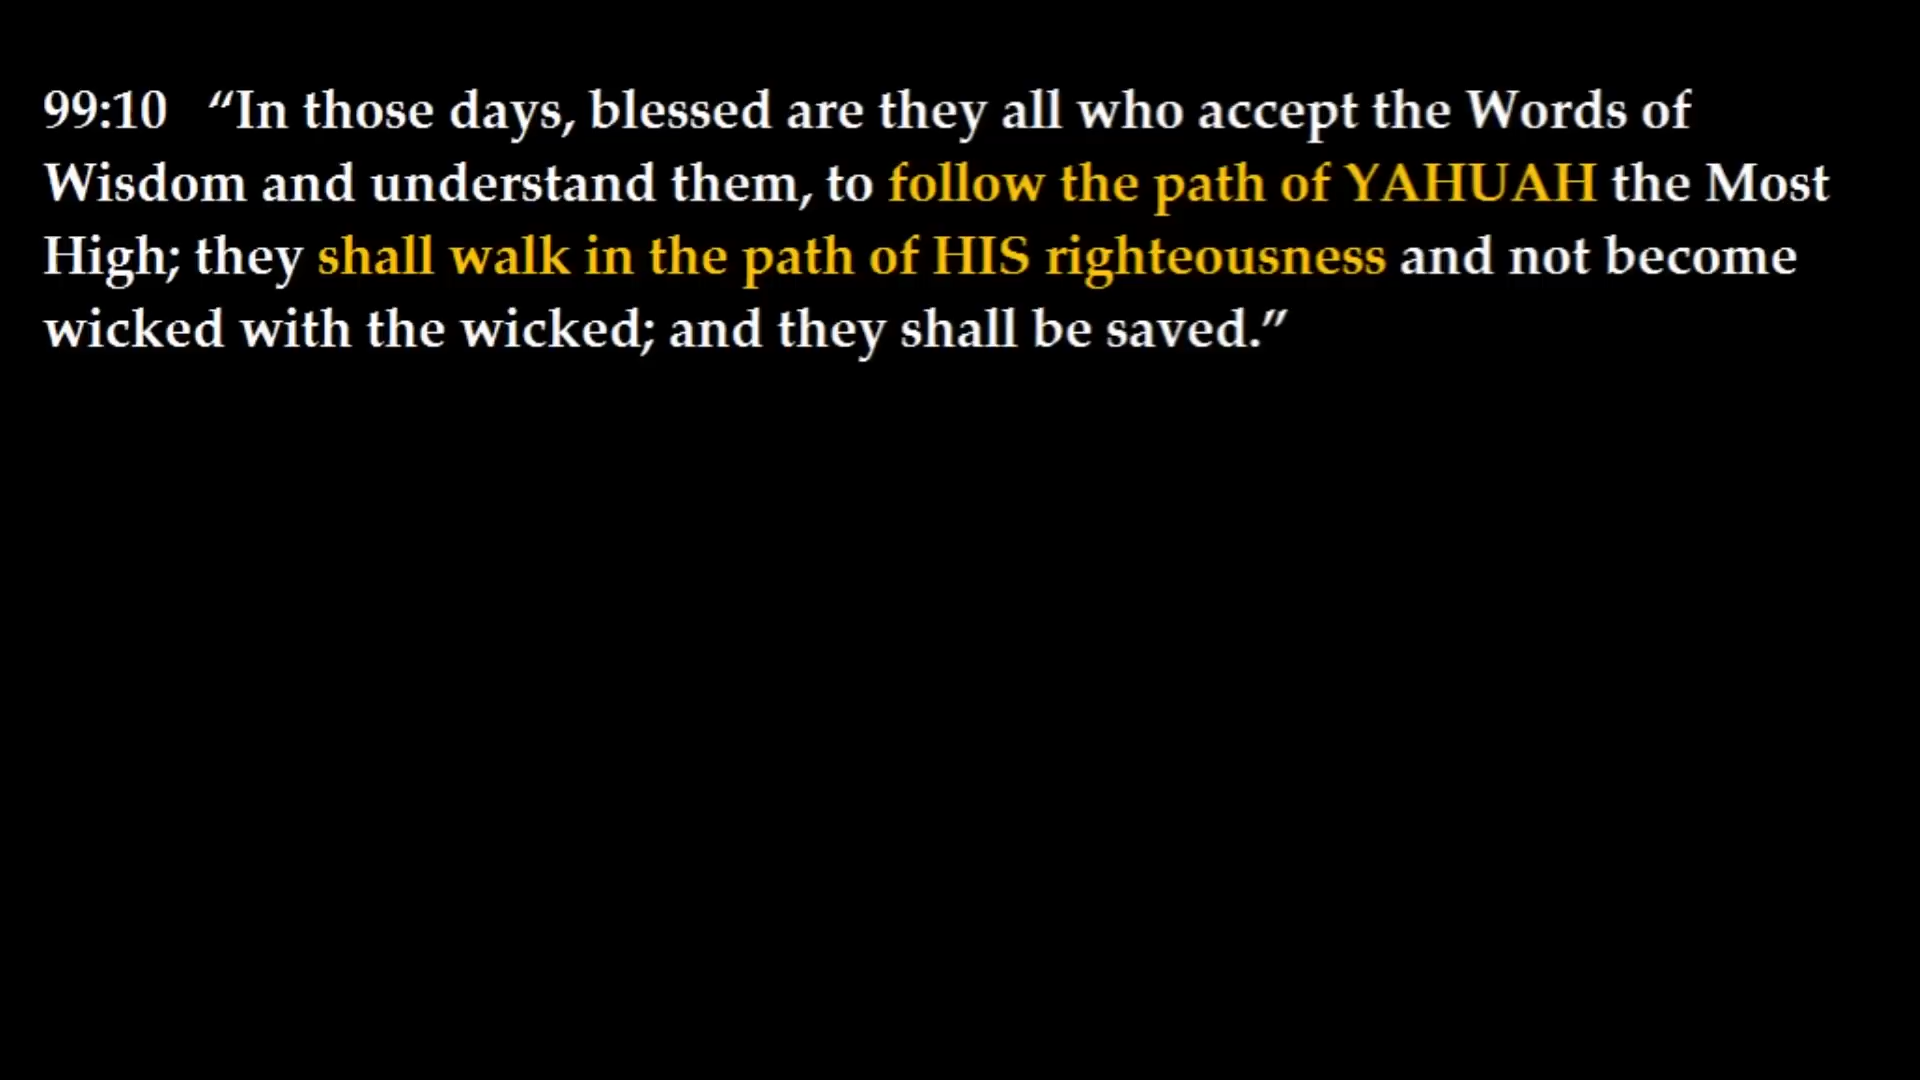 99:10 “In those days, blessed are they all who accept the Words of
Wisdom and understand them, to follow the path of YAHUAH the Most
High; they shall walk in the path of HIS righteousness and not become
wicked with the wicked; and they shall be saved.”